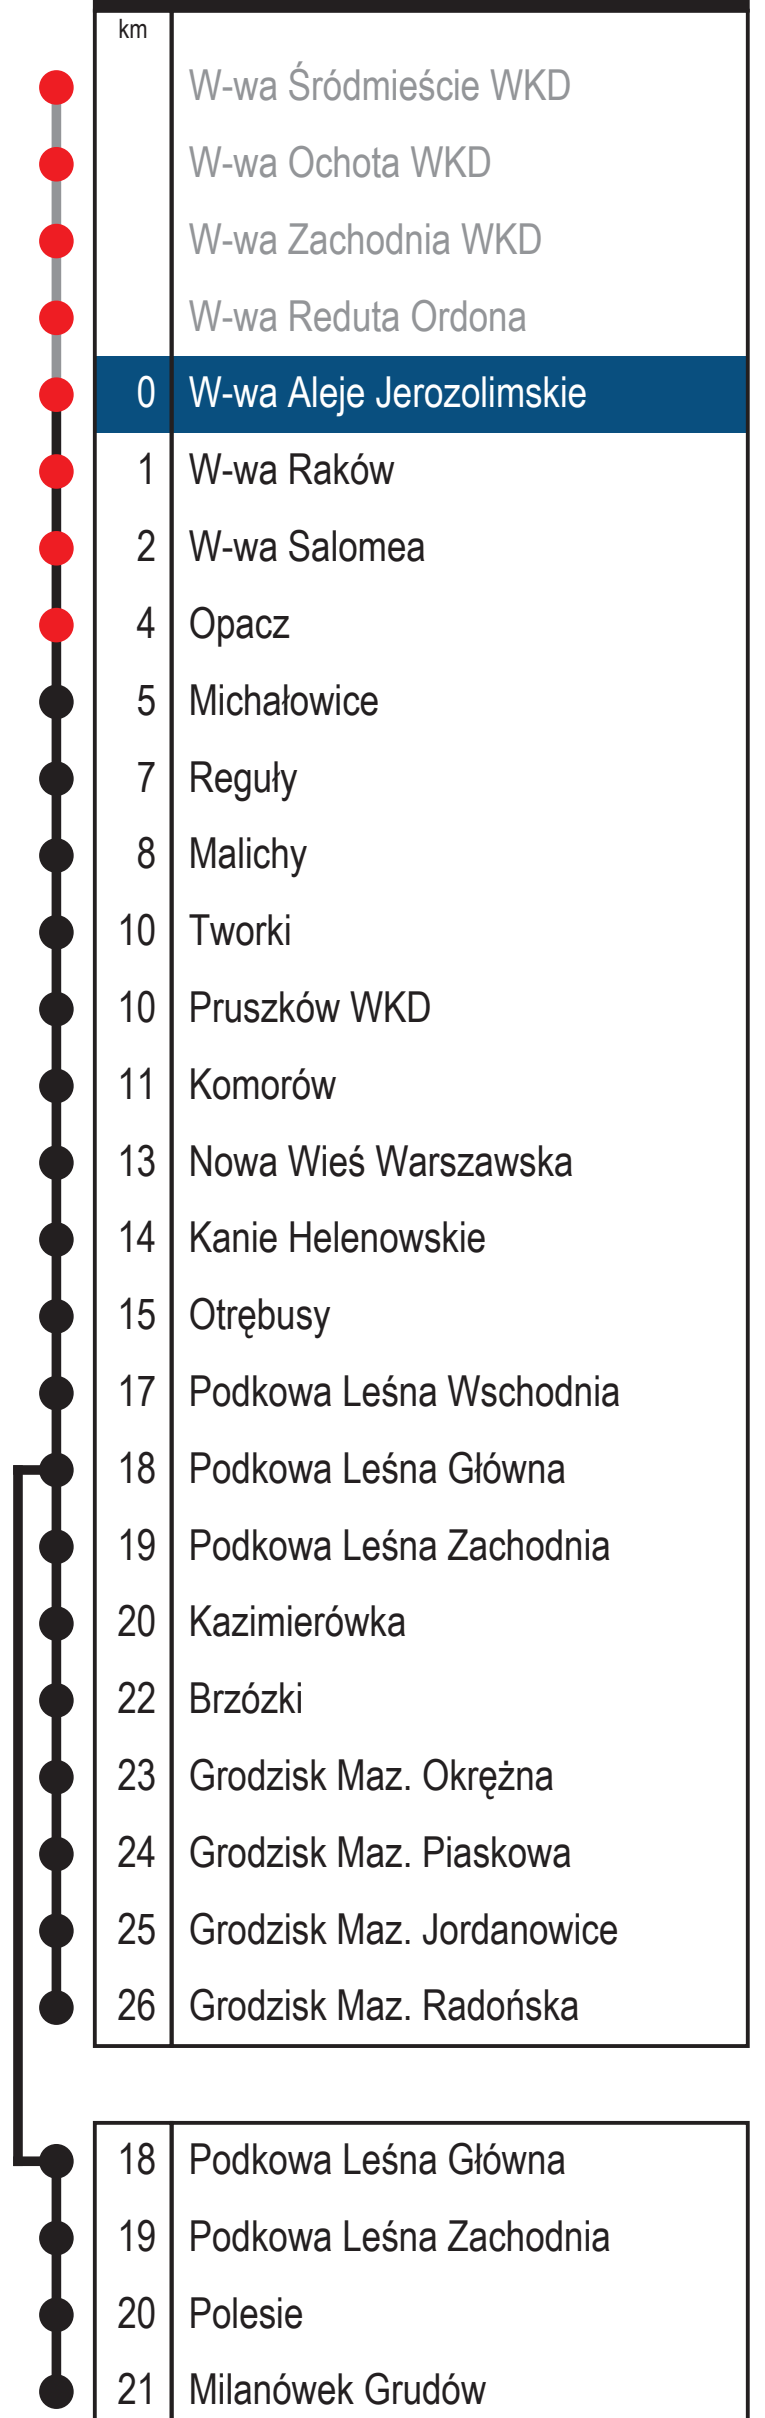 km
W-wa Śródmieście WKD
W-wa Ochota WKD
W-wa Zachodnia WKD
W-wa Reduta Ordona
0 W-wa Aleje Jerozolimskie
1 W-wa Raków
2 W-wa Salomea
4 Opacz
5 Michałowice
7 Reguły
8 Malichy
10 Tworki
10 Pruszków WKD
11 Komorów
13 Nowa Wieś Warszawska
14 Kanie Helenowskie
15 Otrębusy
17 Podkowa Leśna Wschodnia
18 Podkowa Leśna Główna
19 Podkowa Leśna Zachodnia
20 Kazimierówka
22 Brzózki
23 Grodzisk Maz. Okrężna
24 Grodzisk Maz. Piaskowa
25 Grodzisk Maz. Jordanowice
26 Grodzisk Maz. Radońska
18 Podkowa Leśna Główna
19 Podkowa Leśna Zachodnia
20 Polesie
21 Milanówek Grudów